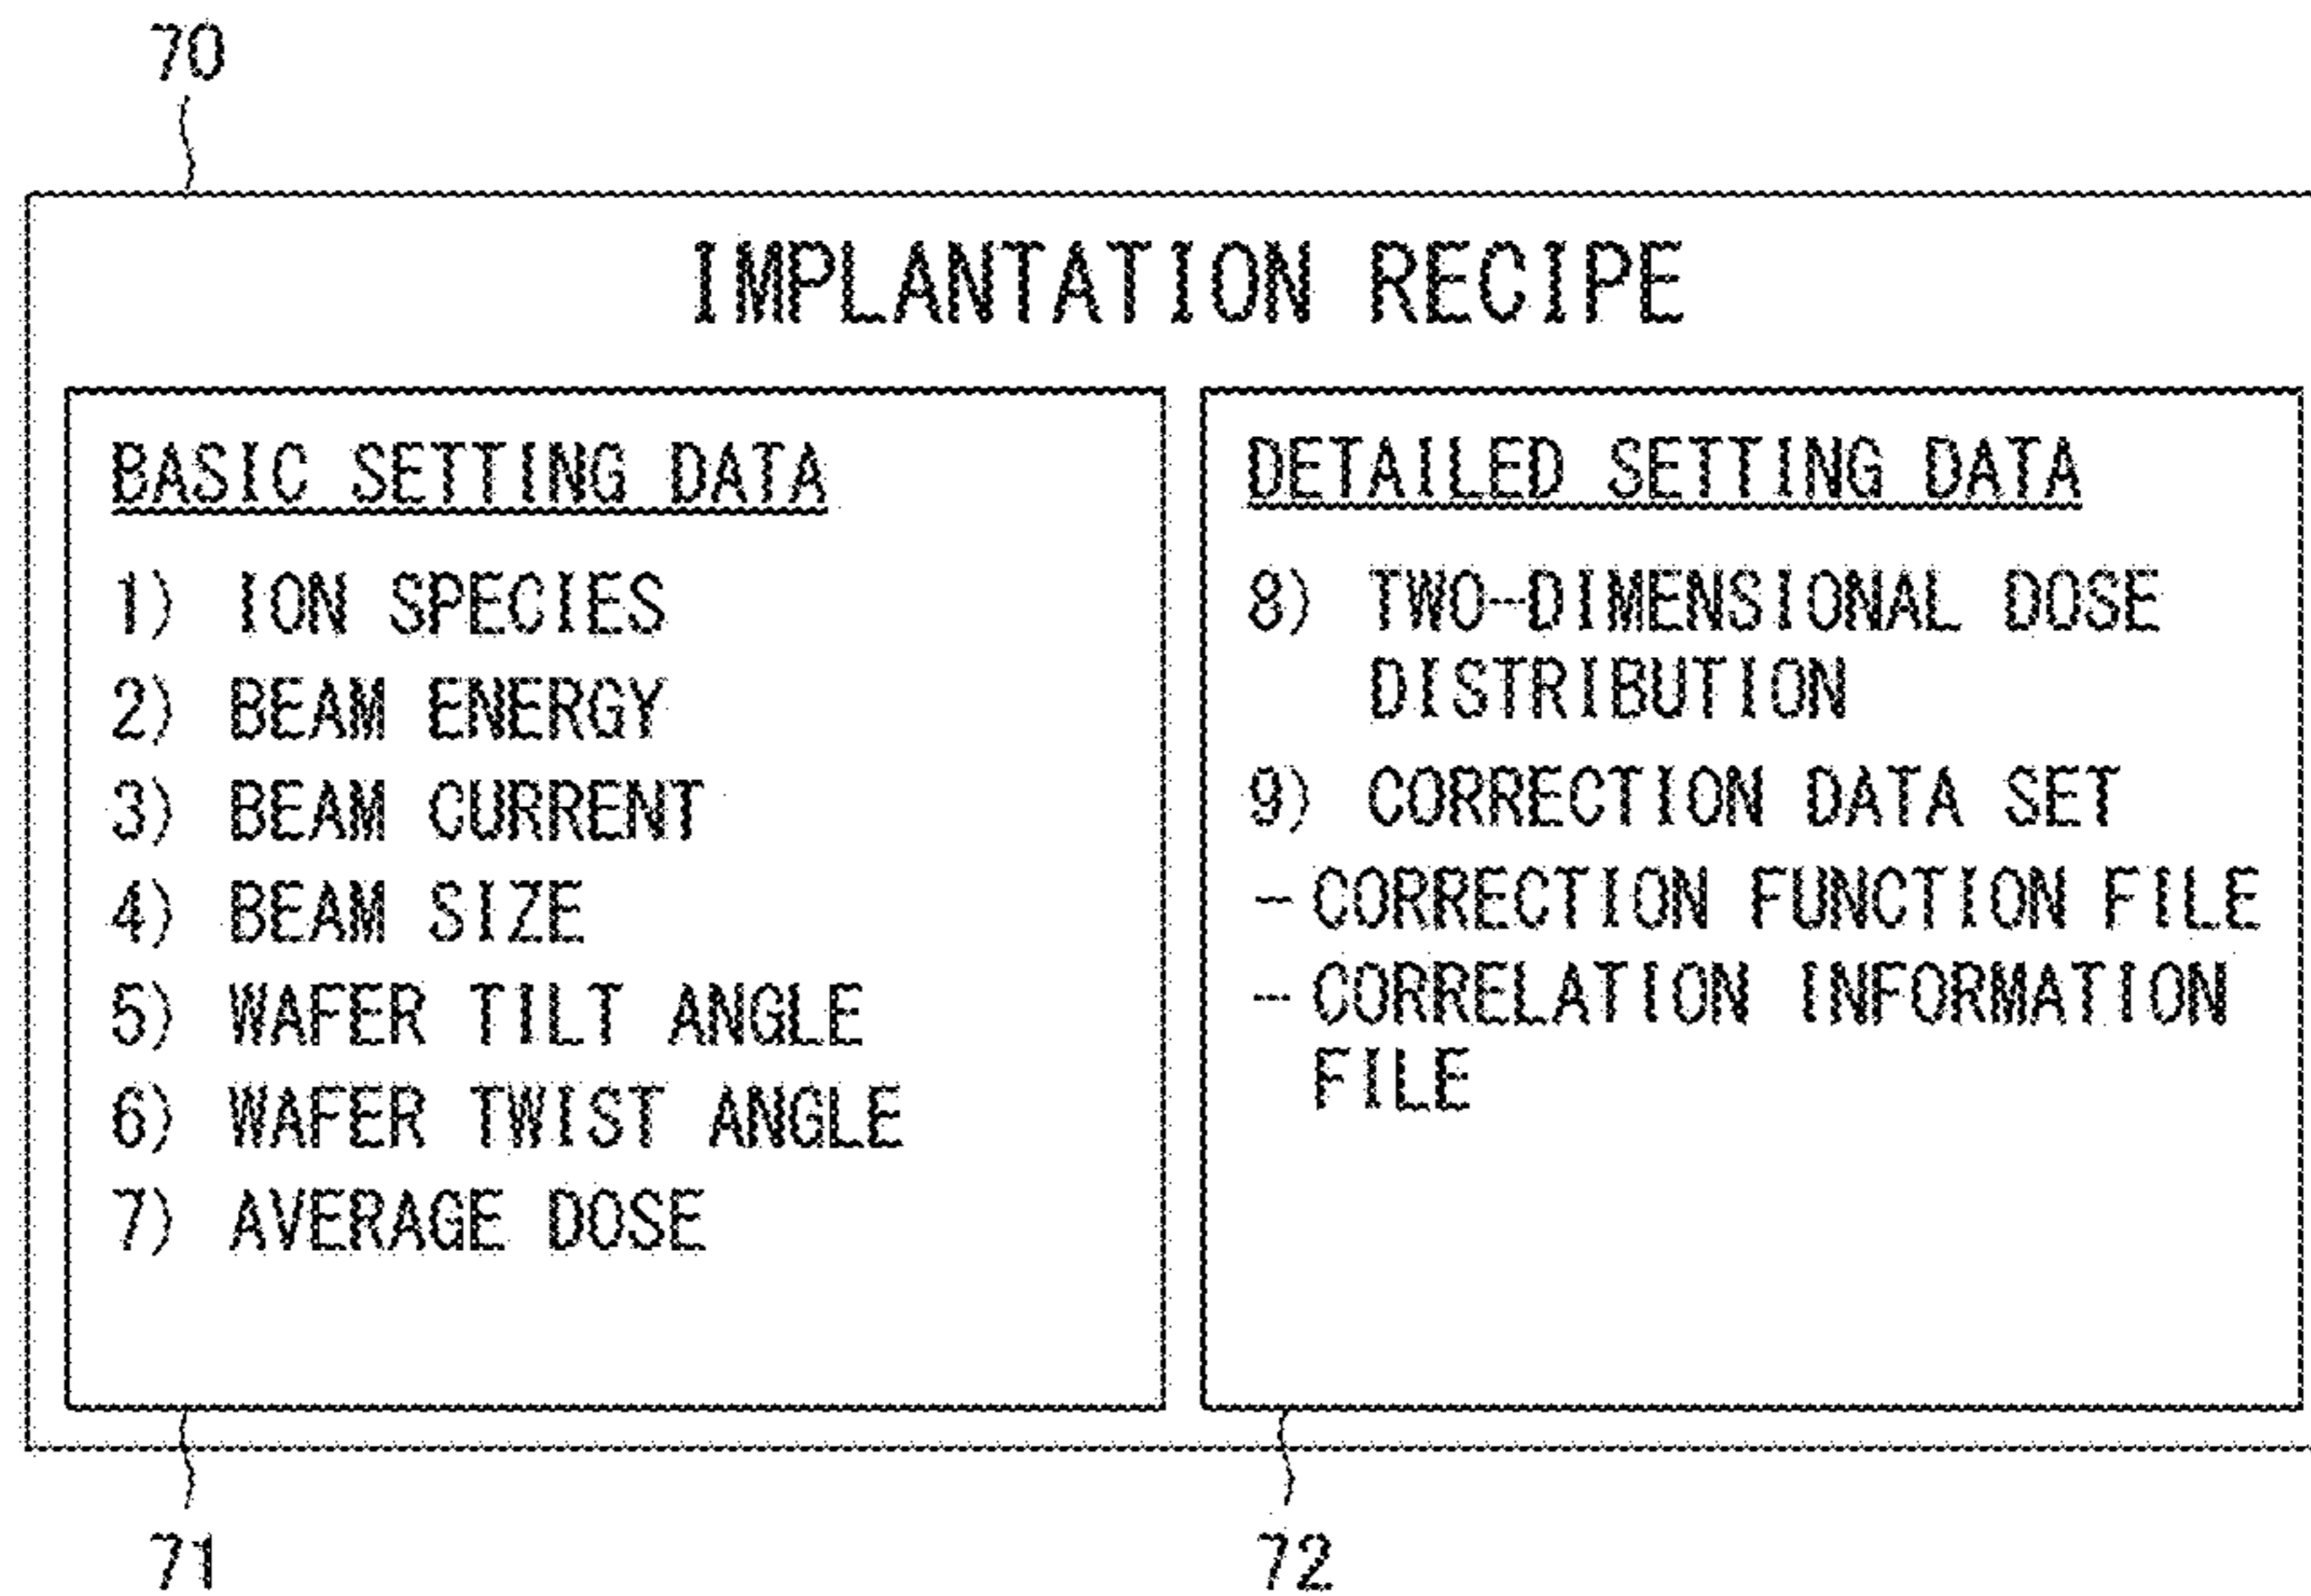 70
IMPLANTATION RECIPE
BASIC SETTING DATA
1) ION SPECIES
2) BEAM ENERGY
3) BEAM CURRENT
4) BEAM SIZE
5) WAFER TILT ANGLE
6) WAFER TWIST ANGLE
7) AVERAGE DOSE
DETAILED SETTING DATA
8) TWO-DIMENSIONAL DOSE
DISTRIBUTION
9) CORRECTION DATA SET
- CORRECTION FUNCTION FILE
- CORRELATION INFORMATION
FILE
71
72